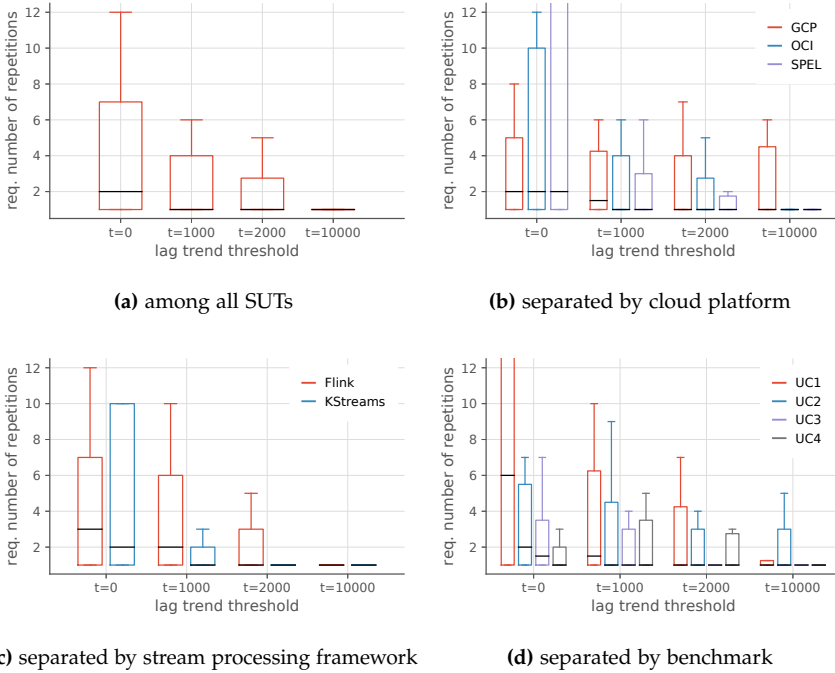 12
10
8
6
4
2
req. number of repetitions
t=0 t=1000 t=2000 t=10000
lag trend threshold
(a) among all SUTs
12
10
8
6
4
2
req. number of repetitions
GCP
OCI
SPEL
t=0 t=1000 t=2000 t=10000
lag trend threshold
(b) separated by cloud platform
12
10
8
6
4
2
req. number of repetitions
Flink
KStreams
t=0 t=1000 t=2000 t=10000
lag trend threshold
c) separated by stream processing framework
12
10
8
6
4
2
req. number of repetitions
UC1
UC2
UC3
UC4
t=0 t=1000 t=2000 t=10000
lag trend threshold
(d) separated by benchmark